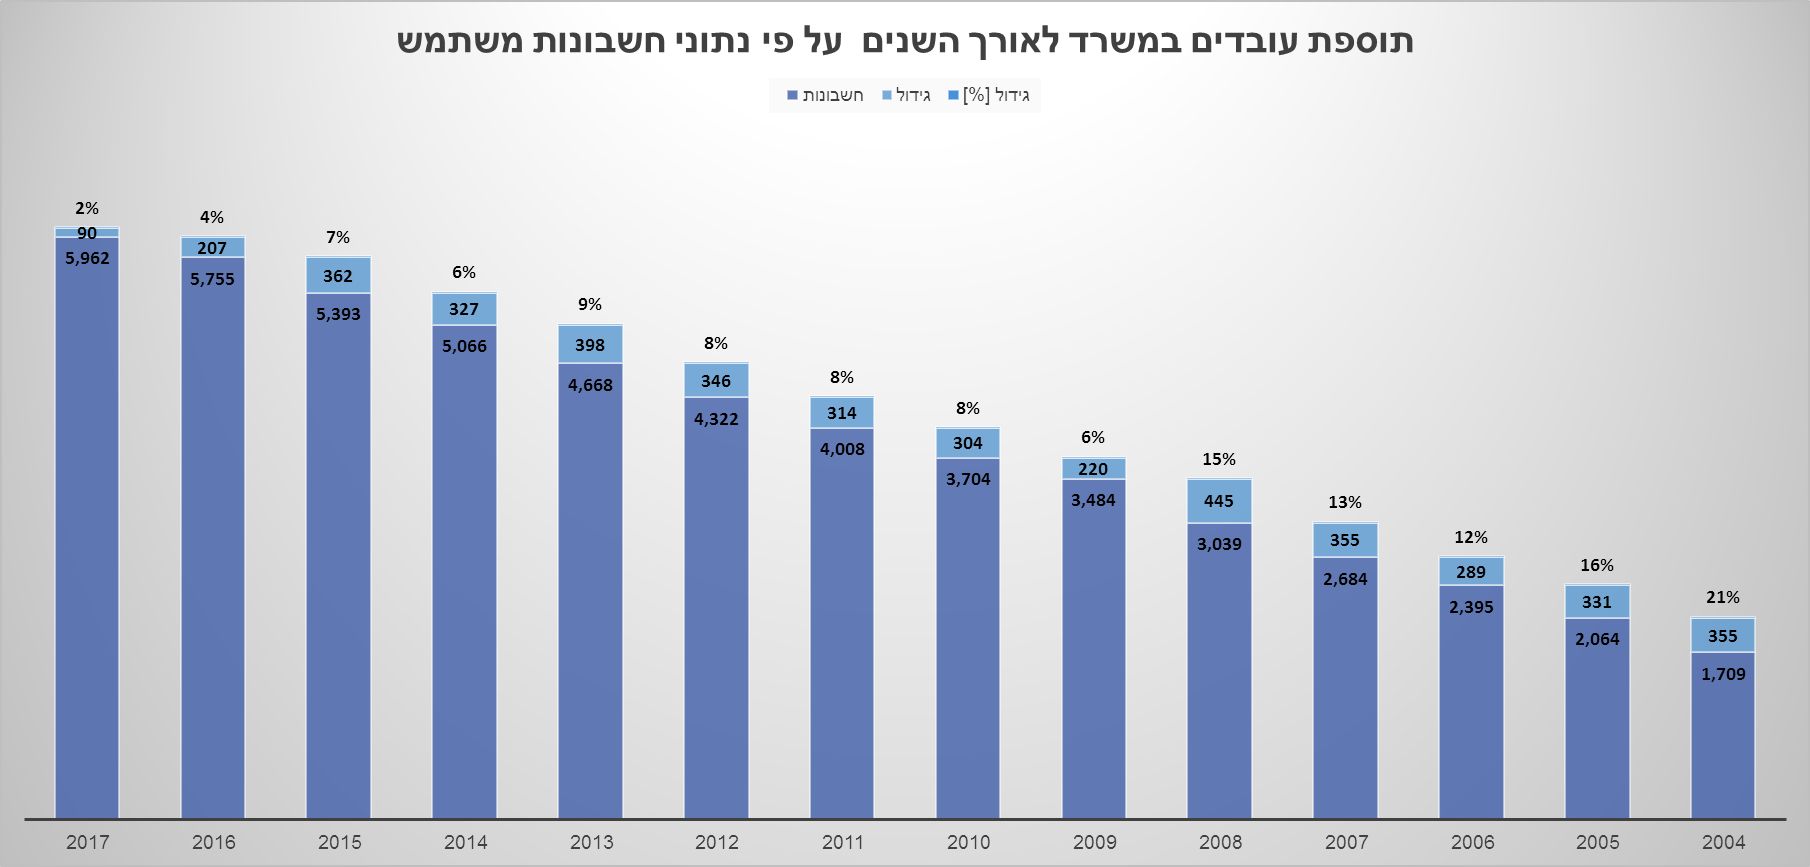 תוספת עובדים במשרד לאורך השנים על פי נתוני חשבונות משתמש
חשבונות גידול גידול [%]
2% 4% 7% 6% 9% 8% 8% 8% 6% 15% 13% 12% 16% 21%
90 207 362 327 398 346 314 304 220 445 355 289 331 355
5,962 5,755 5,393 5,066 4,668 4,322 4,008 3,704 3,484 3,039 2,684 2,395 2,064 1,709
2017 2016 2015 2014 2013 2012 2011 2010 2009 2008 2007 2006 2005 2004